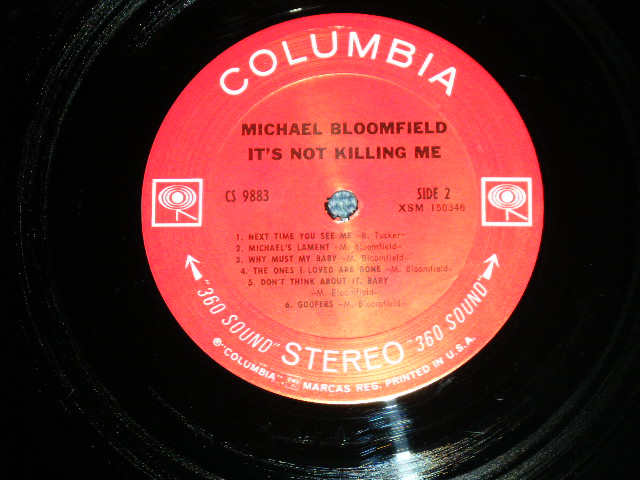 COLUMBIA
MICHAEL BLOOMFIELD
IT'S NOT KILLING ME
CS 9883
SIDE 2
XSM 150346
1. NEXT TIME YOU SEE ME -B. Tucker-
2. MICHAEL'S LAMENT -M. Bloomfield-
3. WHY MUST MY BABY -M. Bloomfield-
4. THE ONES I LOVED ARE GONE -M. Bloomfield-
5. DON'T THINK ABOUT IT, BABY
-M. Bloomfield-
6. GOOFERS -M. Bloomfield-
"360 SOUND" STEREO "360 SOUND"
®"COLUMBIA", MARCAS REG. PRINTED IN U.S.A.